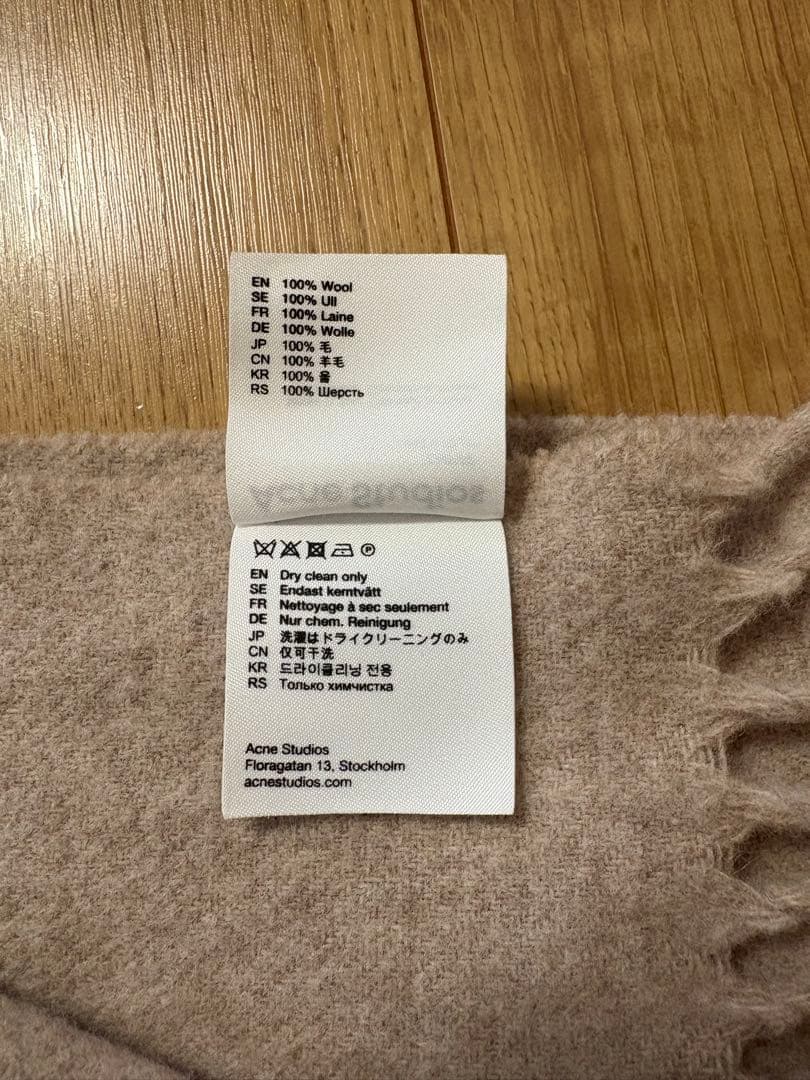 EN 100% Wool
SE 100% Ull
FR 100% Laine
DE 100% Wolle
JP 100% 毛
CN 100% 羊毛
KR 100% 울
RS 100% Шерсть
Acne Studios
EN Dry clean only
SE Endast kemtvätt
FR Nettoyage à sec seulement
DE Nur chem. Reinigung
JP 洗濯はドライクリーニングのみ
CN 仅可干洗
KR 드라이클리닝 전용
RS Только химчистка
Acne Studios
Floragatan 13, Stockholm
acnestudios.com